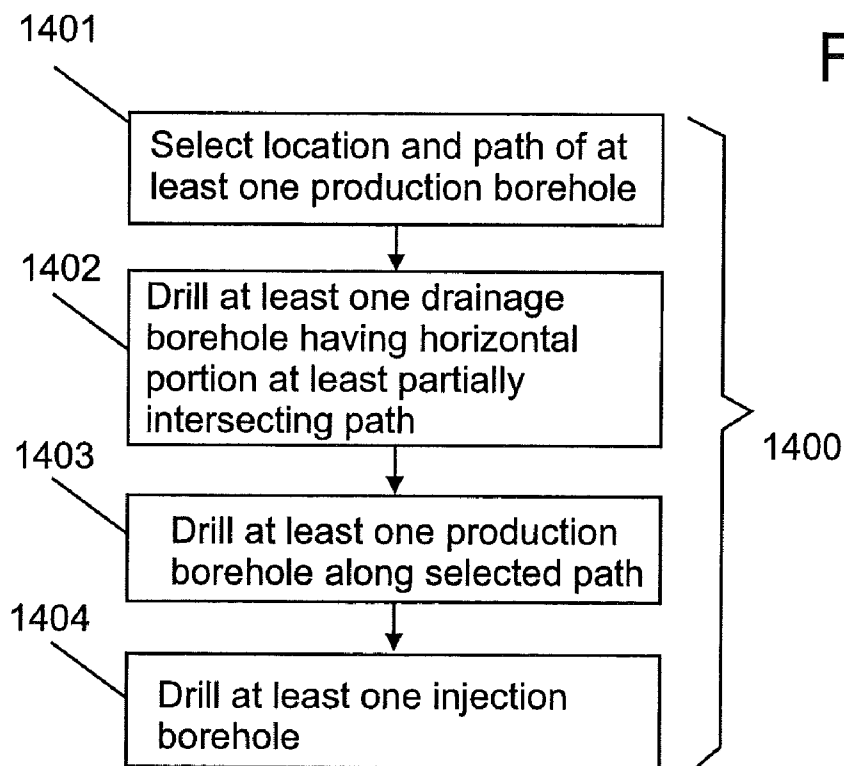 1401
F
Select location and path of at
least one production borehole
1402
Drill at least one drainage
borehole having horizontal
portion at least partially
intersecting path
1400
1403
Drill at least one production
borehole along selected path
1404
Drill at least one injection
borehole